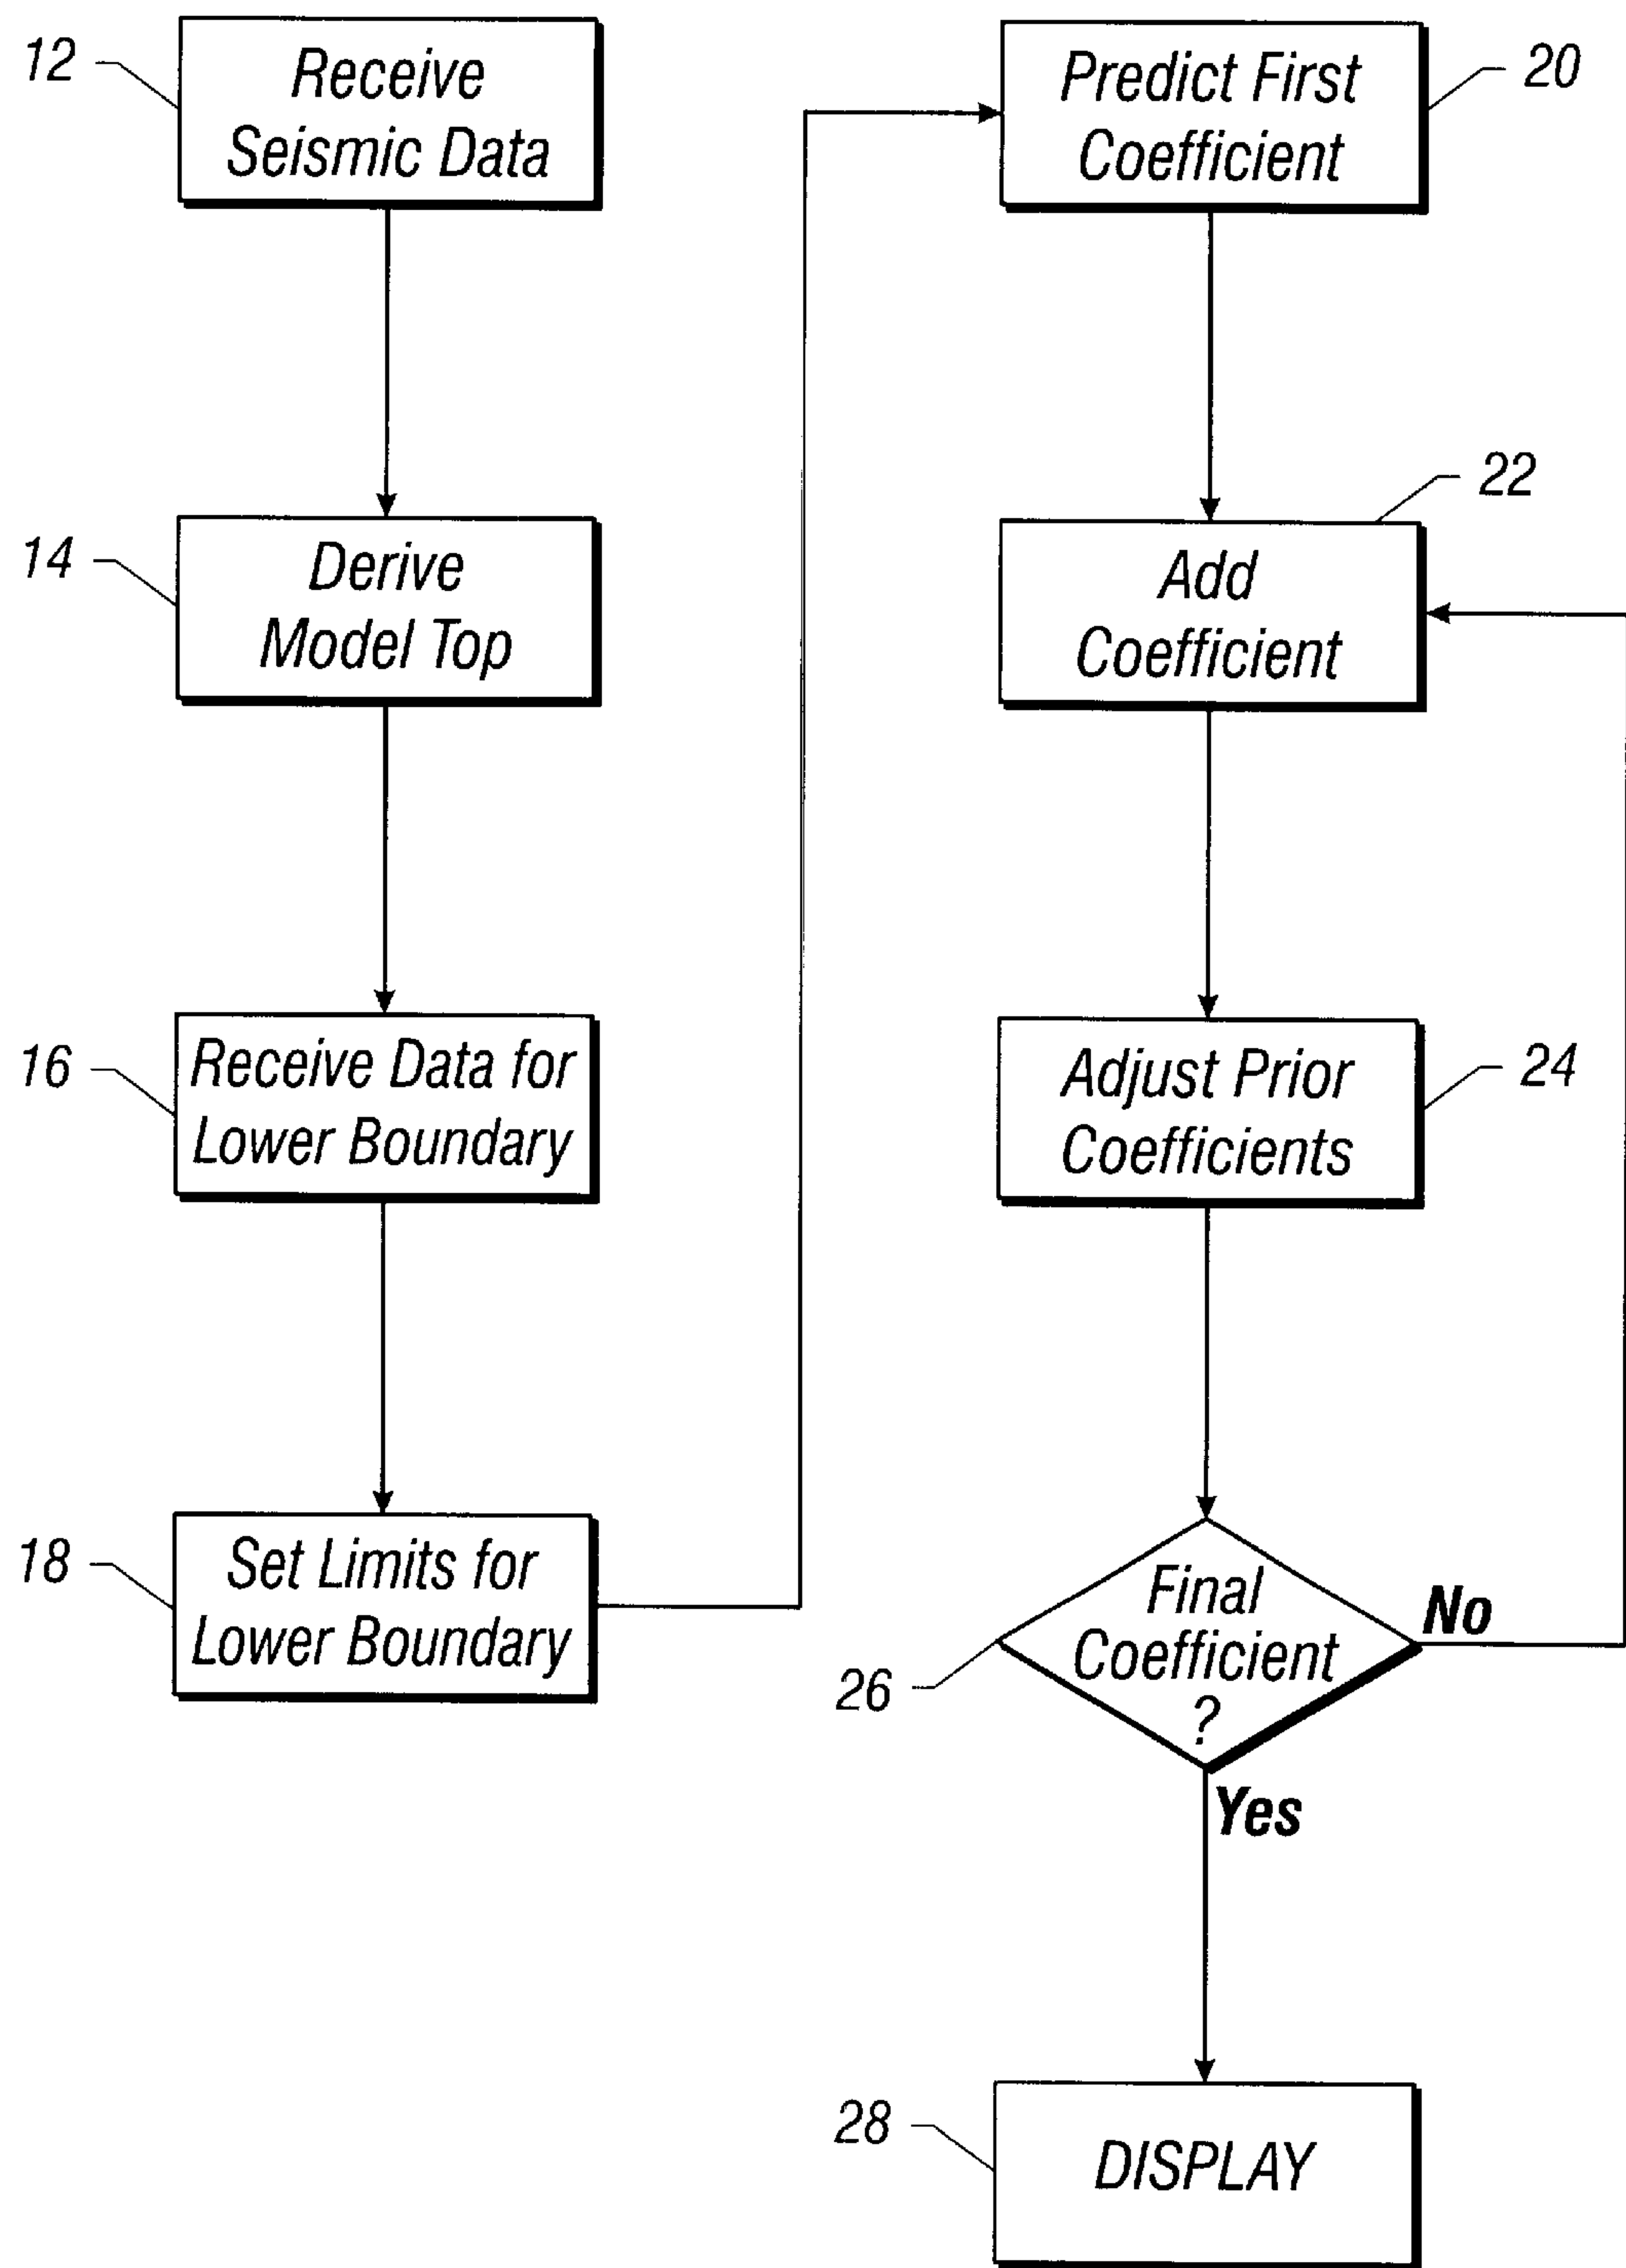 12
Receive
Seismic Data
14
Derive
Model Top
16
Receive Data for
Lower Boundary
18
Set Limits for
Lower Boundary
Predict First
Coefficient
20
22
Add
Coefficient
Adjust Prior
Coefficients
24
Final
Coefficient
?
No
26
Yes
28
DISPLAY